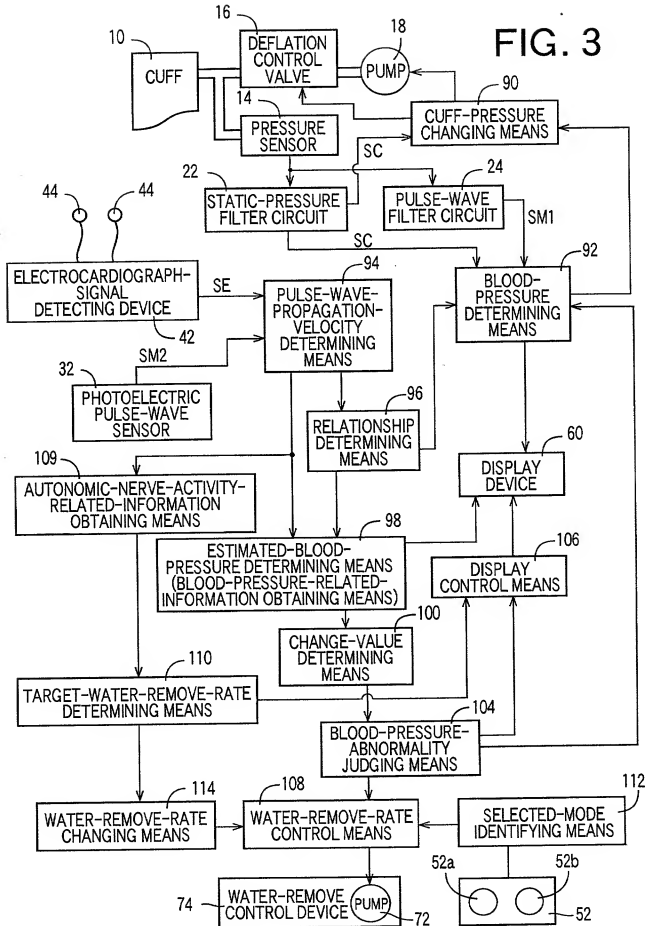 FIG. 3
10
CUFF
16
DEFLATION
CONTROL
VALVE
18
PUMP
14
PRESSURE
SENSOR
90
CUFF-PRESSURE
CHANGING MEANS
SC
22
STATIC-PRESSURE
FILTER CIRCUIT
24
PULSE-WAVE
FILTER CIRCUIT
SM1
SC
44
44
ELECTROCARDIOGRAPH-
SIGNAL
DETECTING DEVICE
42
SE
94
PULSE-WAVE-
PROPAGATION-
VELOCITY
DETERMINING
MEANS
92
BLOOD-
PRESSURE
DETERMINING
MEANS
SM2
32
PHOTOELECTRIC
PULSE-WAVE
SENSOR
96
RELATIONSHIP
DETERMINING
MEANS
60
DISPLAY
DEVICE
109
AUTONOMIC-NERVE-ACTIVITY-
RELATED-INFORMATION
OBTAINING MEANS
98
ESTIMATED-BLOOD-
PRESSURE DETERMINING MEANS
(BLOOD-PRESSURE-RELATED-
INFORMATION OBTAINING MEANS)
106
DISPLAY
CONTROL MEANS
100
CHANGE-VALUE
DETERMINING
MEANS
110
TARGET-WATER-REMOVE-RATE
DETERMINING MEANS
104
BLOOD-PRESSURE-
ABNORMALITY
JUDGING MEANS
114
WATER-REMOVE-RATE
CHANGING MEANS
108
WATER-REMOVE-RATE
CONTROL MEANS
112
SELECTED-MODE
IDENTIFYING MEANS
74
WATER-REMOVE
CONTROL DEVICE
PUMP
72
52a
52b
52